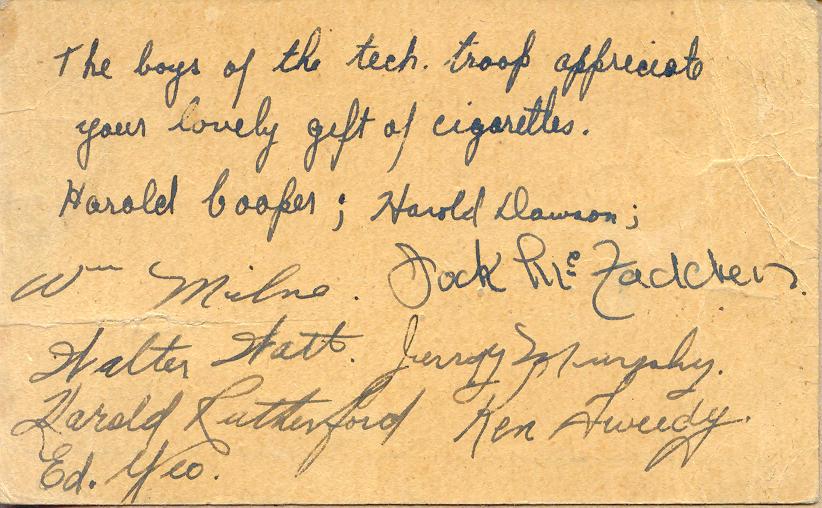 The boys of the tech. troop appreciate
your lovely gift of cigarettes.
Harold Cooper; Harold Dawson;
Wm Milne. Jock McFadden.
Walter Watt. Jerry Murphy.
Harold Rutherford Ken Tweedy.
Ed. Yeo.